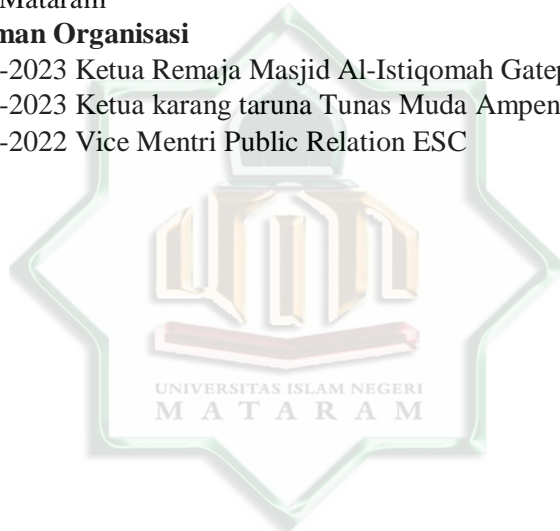 Mataram
man Organisasi
-2023 Ketua Remaja Masjid Al-Istiqomah Gatep
-2023 Ketua karang taruna Tunas Muda Ampen
-2022 Vice Mentri Public Relation ESC
UNIVERSITAS ISLAM NEGERI
MATARAM